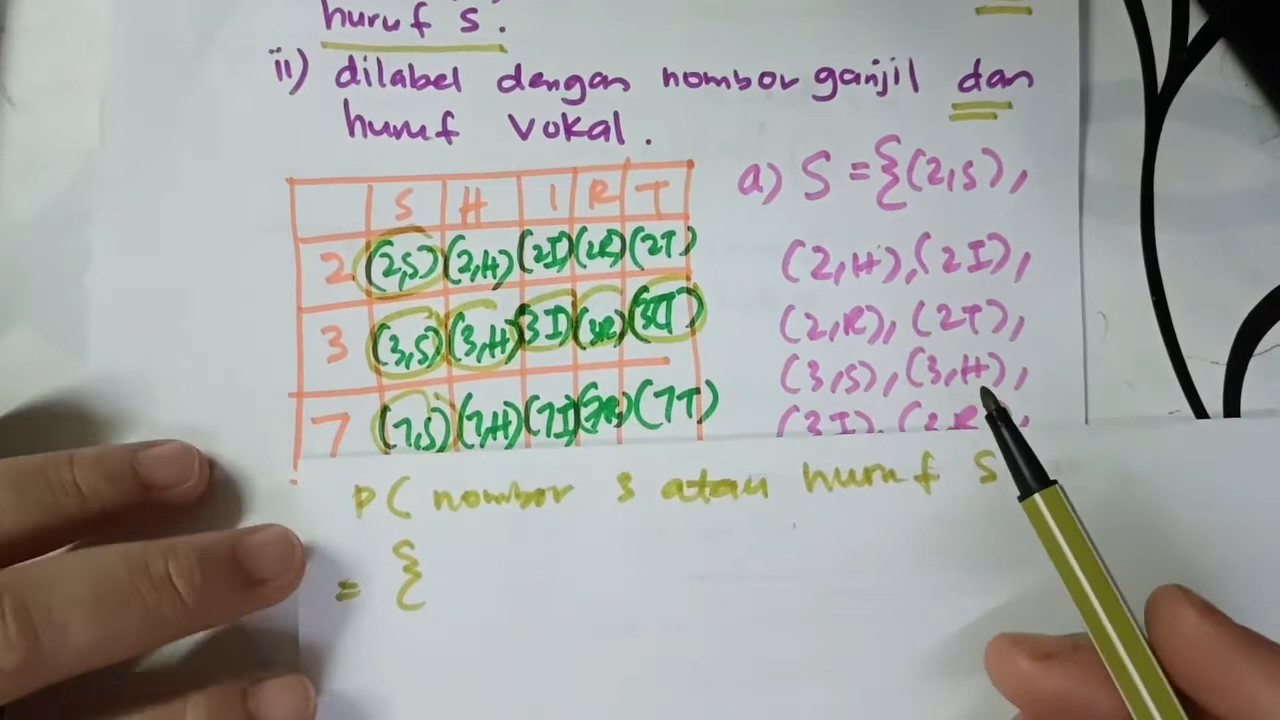 huruf S.
ii) dilabel dengan nombor ganjil dan
huruf vokal.
S H I R T
2 (2,S) (2,H) (2I) (2R) (2T)
3 (3,S) (3,H) (3I) (3R) (3T)
7 (7,S) (7,H) (7I) (7R) (7T)
a) S = {(2,S),
(2,H), (2I),
(2,R), (2T),
(3,S), (3,H),
(3I), (3R),
P( nombor 3 atau huruf S
= {